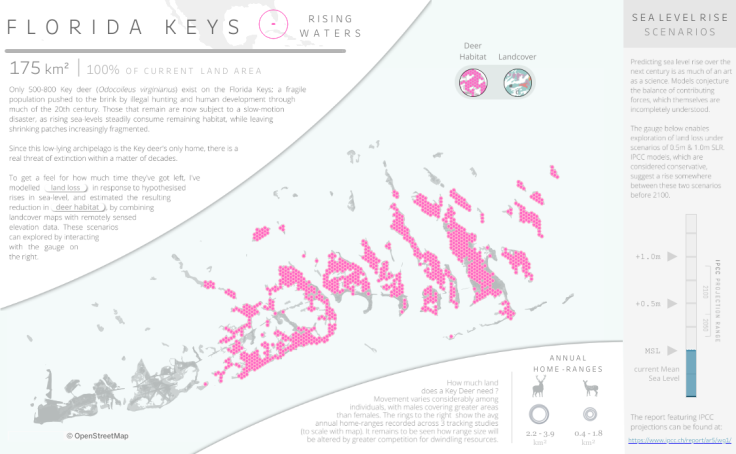 FLORIDA KEYS
RISING
WATERS
175 km² | 100% OF CURRENT LAND AREA
Only 500-800 Key deer (Odocoileus virginianus) exist on the Florida Keys; a fragile
population pushed to the brink by illegal hunting and human development through
much of the 20th century. Those that remain are now subject to a slow-motion
disaster, as rising sea-levels steadily consume remaining habitat, while leaving
shrinking patches increasingly fragmented.
Since this low lying archipelago is the Key deer's only home, there is a
real threat of extinction within a matter of decades.
To get a feel for how much time they've got left, I've
modelled land loss in response to hypothesised
rises in sea-level, and estimated the resulting
reduction in deer habitat, by combining
landcover maps with remotely sensed
elevation data. These scenarios
can explored by interacting
with the gauge on
the right.
Deer
Habitat
Landcover
SEA LEVEL RISE
SCENARIOS
Predicting sea level rise over the
next century is as much of an art
as a science. Models conjecture
the balance of contributing
forces, which themselves are
incompletely understood.
The gauge below enables
exploration of land loss under
scenarios of 0.5m & 1.0m SLR.
IPCC models, which are
considered conservative,
suggest a rise somewhere
between these two scenarios
before 2100.
+1.0m
+0.5m
MSL
current Mean
Sea Level
IPCC PROJECTION RANGE
2100
The report featuring IPCC
projections can be found at:
https://www.ipcc.ch/report/ar5/wg1/
How much land
does a Key Deer need ?
Movement varies considerably among
individuals, with males covering greater areas
than females. The rings to the right show the avg
annual home-ranges recorded across 3 tracking studies
(to scale with map). It remains to be seen how range size will
be altered by greater competition for dwindling resources.
ANNUAL
HOME-RANGES
2.2 - 3.9
km²
0.4 - 1.8
km²
© OpenStreetMap